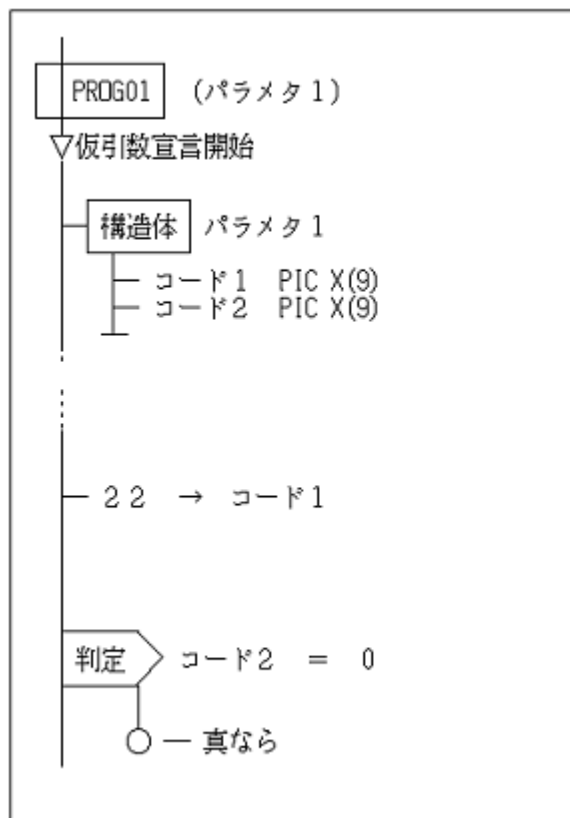 PROG01 (パラメタ１)
▽仮引数宣言開始
構造体 パラメタ１
コード１ PIC X(9)
コード２ PIC X(9)
２２ → コード１
判定 コード２ ＝ ０
真なら